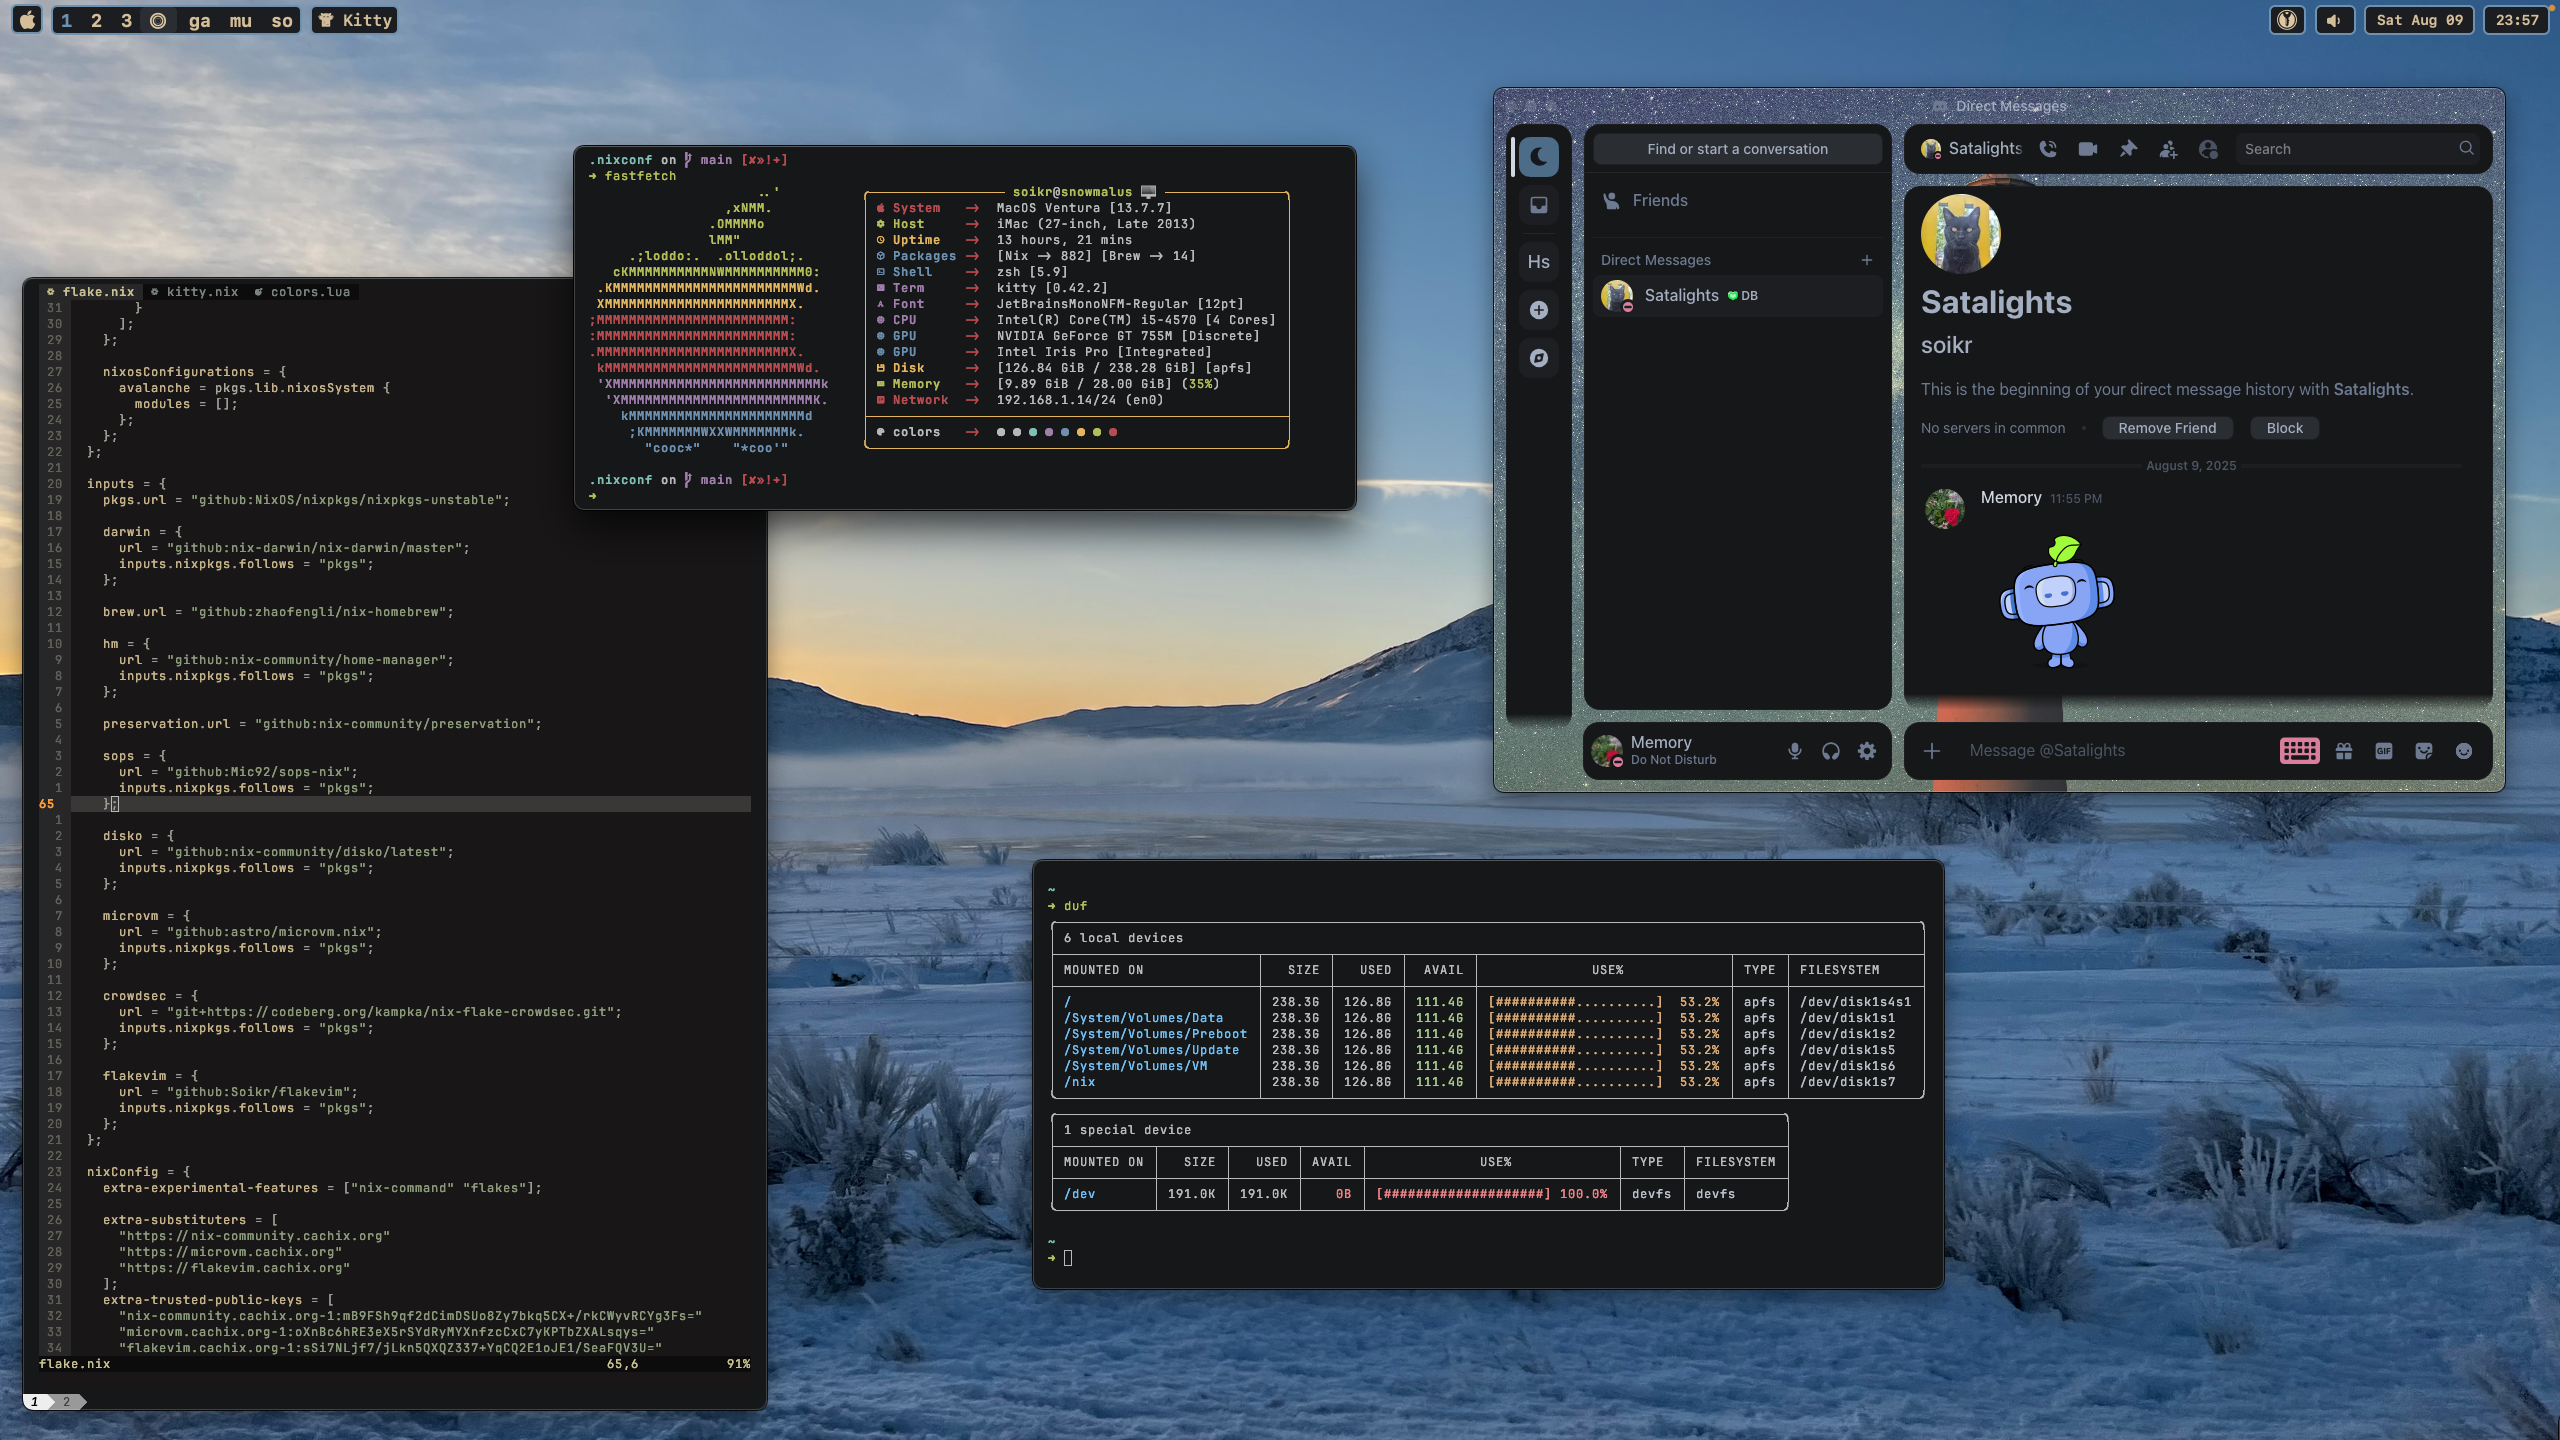 1 2 3 ga mu so Kitty
Sat Aug 09 23:57
.nixconf on main [✘»!+]
➜ fastfetch
..'
,xNMM.
.OMMMMo
lMM"
.;loddo:. .olloddol;.
cKMMMMMMMMMMNWMMMMMMMMMM0:
.KMMMMMMMMMMMMMMMMMMMMMMMWd.
XMMMMMMMMMMMMMMMMMMMMMMMX.
;MMMMMMMMMMMMMMMMMMMMMMMM:
:MMMMMMMMMMMMMMMMMMMMMMMM:
.MMMMMMMMMMMMMMMMMMMMMMMMX.
kMMMMMMMMMMMMMMMMMMMMMMMMWd.
'XMMMMMMMMMMMMMMMMMMMMMMMMMMk
'XMMMMMMMMMMMMMMMMMMMMMMMMK.
kMMMMMMMMMMMMMMMMMMMMMMd
;KMMMMMMMWXXWMMMMMMMk.
"cooc*" "*coo'"
soikr@snowmalus
System → MacOS Ventura [13.7.7]
Host → iMac (27-inch, Late 2013)
Uptime → 13 hours, 21 mins
Packages → [Nix → 882] [Brew → 14]
Shell → zsh [5.9]
Term → kitty [0.42.2]
Font → JetBrainsMonoNFM-Regular [12pt]
CPU → Intel(R) Core(TM) i5-4570 [4 Cores]
GPU → NVIDIA GeForce GT 755M [Discrete]
GPU → Intel Iris Pro [Integrated]
Disk → [126.84 GiB / 238.28 GiB] [apfs]
Memory → [9.89 GiB / 28.00 GiB] (35%)
Network → 192.168.1.14/24 (en0)
colors → ● ● ● ● ● ● ● ●
.nixconf on main [✘»!+]
➜
flake.nix kitty.nix colors.lua
31 }
30 ];
29 };
28
27 nixosConfigurations = {
26 avalanche = pkgs.lib.nixosSystem {
25 modules = [];
24 };
23 };
22 };
21
20 inputs = {
19 pkgs.url = "github:NixOS/nixpkgs/nixpkgs-unstable";
18
17 darwin = {
16 url = "github:nix-darwin/nix-darwin/master";
15 inputs.nixpkgs.follows = "pkgs";
14 };
13
12 brew.url = "github:zhaofengli/nix-homebrew";
11
10 hm = {
9 url = "github:nix-community/home-manager";
8 inputs.nixpkgs.follows = "pkgs";
7 };
6
5 preservation.url = "github:nix-community/preservation";
4
3 sops = {
2 url = "github:Mic92/sops-nix";
1 inputs.nixpkgs.follows = "pkgs";
65 };
1
2 disko = {
3 url = "github:nix-community/disko/latest";
4 inputs.nixpkgs.follows = "pkgs";
5 };
6
7 microvm = {
8 url = "github:astro/microvm.nix";
9 inputs.nixpkgs.follows = "pkgs";
10 };
11
12 crowdsec = {
13 url = "git+https://codeberg.org/kampka/nix-flake-crowdsec.git";
14 inputs.nixpkgs.follows = "pkgs";
15 };
16
17 flakevim = {
18 url = "github:Soikr/flakevim";
19 inputs.nixpkgs.follows = "pkgs";
20 };
21 };
22
23 nixConfig = {
24 extra-experimental-features = ["nix-command" "flakes"];
25
26 extra-substituters = [
27 "https://nix-community.cachix.org"
28 "https://microvm.cachix.org"
29 "https://flakevim.cachix.org"
30 ];
31 extra-trusted-public-keys = [
32 "nix-community.cachix.org-1:mB9FSh9qf2dCimDSUo8Zy7bkq5CX+/rkCWyvRCYg3Fs="
33 "microvm.cachix.org-1:oXnBc6hRE3eX5rSYdRyMYXnfzcCxC7yKPTbZXALsqys="
34 "flakevim.cachix.org-1:sSi7NLjf7/jLkn5QXQZ337+YqCQ2E1oJE1/SeaFQV3U="
flake.nix 65,6 91%
1 2
Direct Messages
Hs
Find or start a conversation
Friends
Direct Messages +
Satalights DB
Memory
Do Not Disturb
Satalights
Search
Satalights
soikr
This is the beginning of your direct message history with Satalights.
No servers in common • Remove Friend Block
August 9, 2025
Memory 11:55 PM
Message @Satalights
GIF
~
➜ duf
6 local devices
MOUNTED ON SIZE USED AVAIL USE% TYPE FILESYSTEM
/ 238.3G 126.8G 111.4G [##########..........] 53.2% apfs /dev/disk1s4s1
/System/Volumes/Data 238.3G 126.8G 111.4G [##########..........] 53.2% apfs /dev/disk1s1
/System/Volumes/Preboot 238.3G 126.8G 111.4G [##########..........] 53.2% apfs /dev/disk1s2
/System/Volumes/Update 238.3G 126.8G 111.4G [##########..........] 53.2% apfs /dev/disk1s5
/System/Volumes/VM 238.3G 126.8G 111.4G [##########..........] 53.2% apfs /dev/disk1s6
/nix 238.3G 126.8G 111.4G [##########..........] 53.2% apfs /dev/disk1s7
1 special device
MOUNTED ON SIZE USED AVAIL USE% TYPE FILESYSTEM
/dev 191.0K 191.0K 0B [####################] 100.0% devfs devfs
~
➜